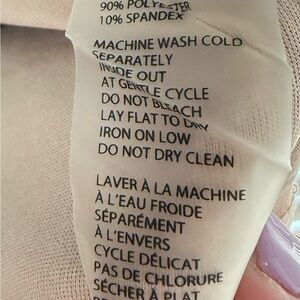 90% POLYESTER
10% SPANDEX
MACHINE WASH COLD
SEPARATELY
INSIDE OUT
AT GENTLE CYCLE
DO NOT BLEACH
LAY FLAT TO DRY
IRON ON LOW
DO NOT DRY CLEAN
LAVER À LA MACHINE
À L'EAU FROIDE
SÉPARÉMENT
À L'ENVERS
CYCLE DÉLICAT
PAS DE CHLORURE
SÉCHER À PLAT